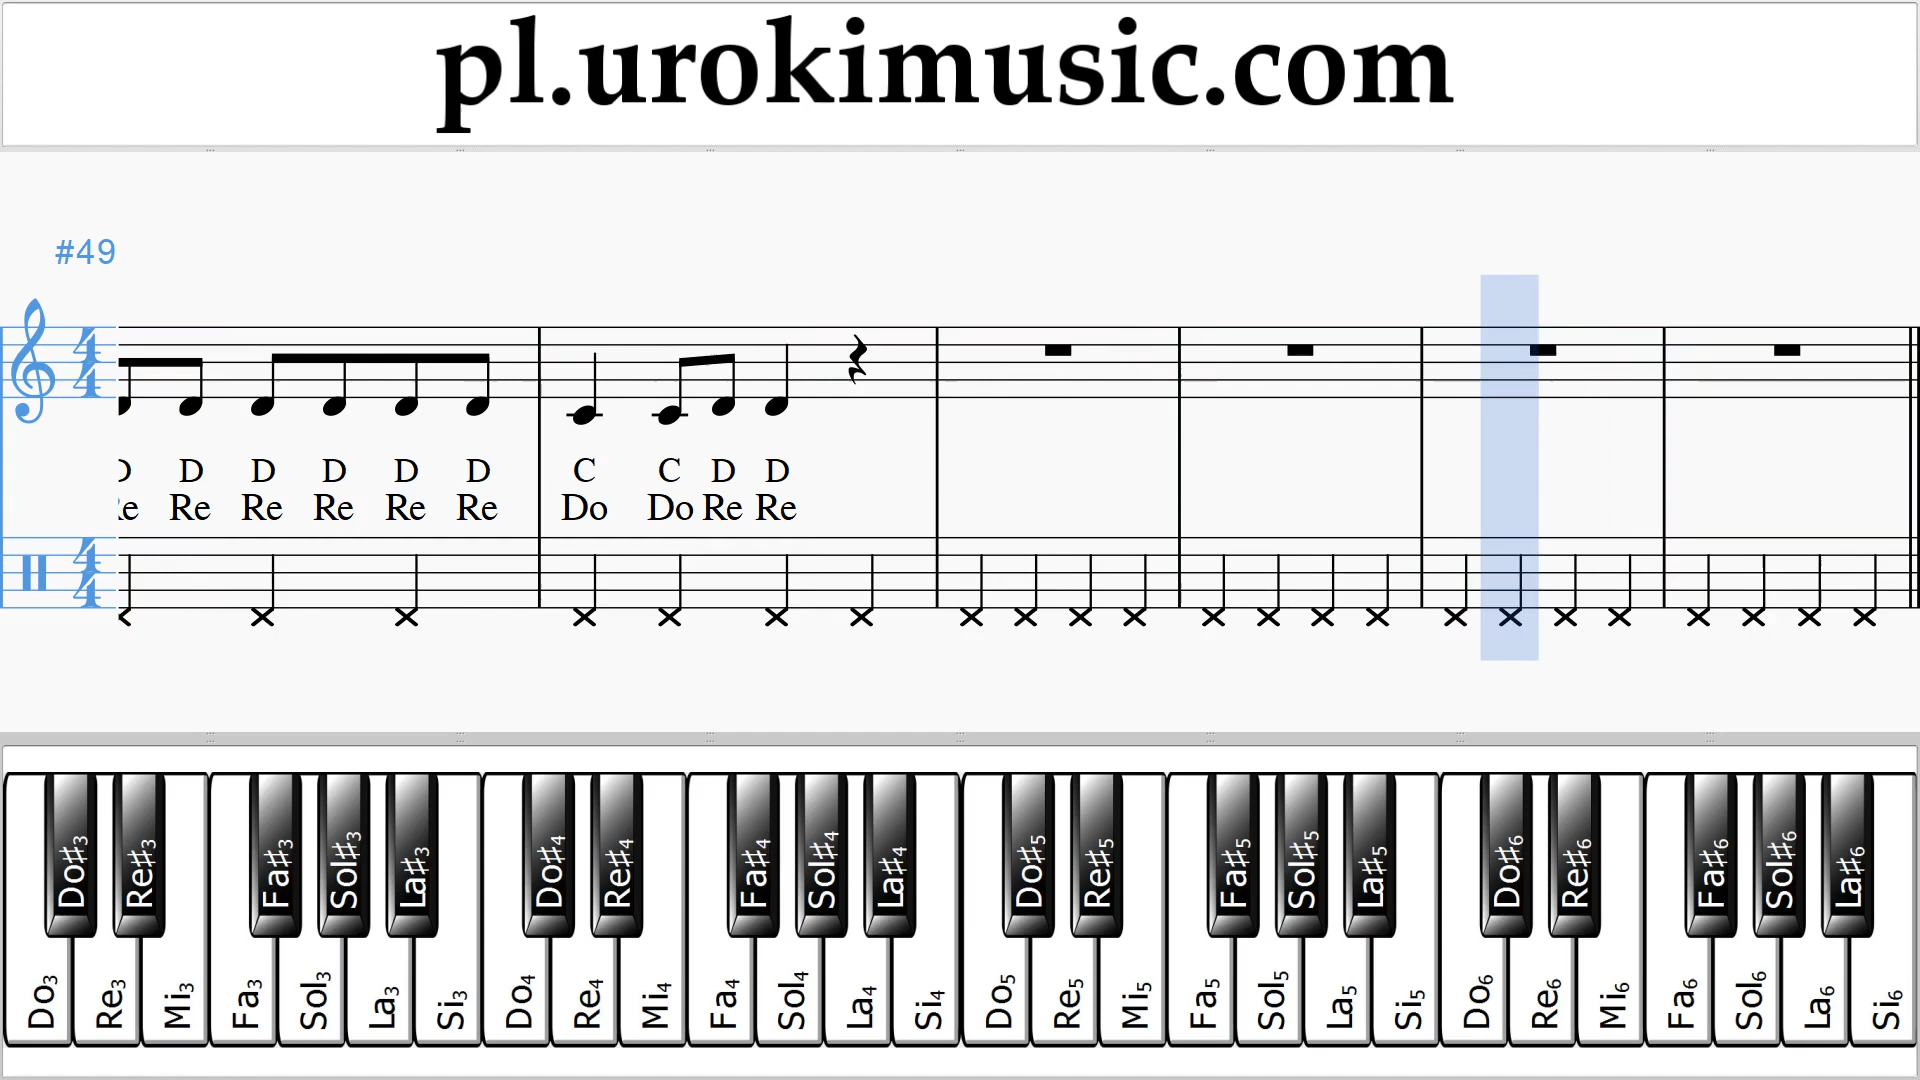 pl.urokimusic.com
#49
4 4
D D D D D D C C D D
Re Re Re Re Re Do Do Re Re
4 4
Do#3 Re#3 Fa#3 Sol#3 La#3 Do#4 Re#4 Fa#4 Sol#4 La#4 Do#5 Re#5 Fa#5 Sol#5 La#5 Do#6 Re#6 Fa#6 Sol#6 La#6
Do3 Re3 Mi3 Fa3 Sol3 La3 Si3 Do4 Re4 Mi4 Fa4 Sol4 La4 Si4 Do5 Re5 Mi5 Fa5 Sol5 La5 Si5 Do6 Re6 Mi6 Fa6 Sol6 La6 Si6